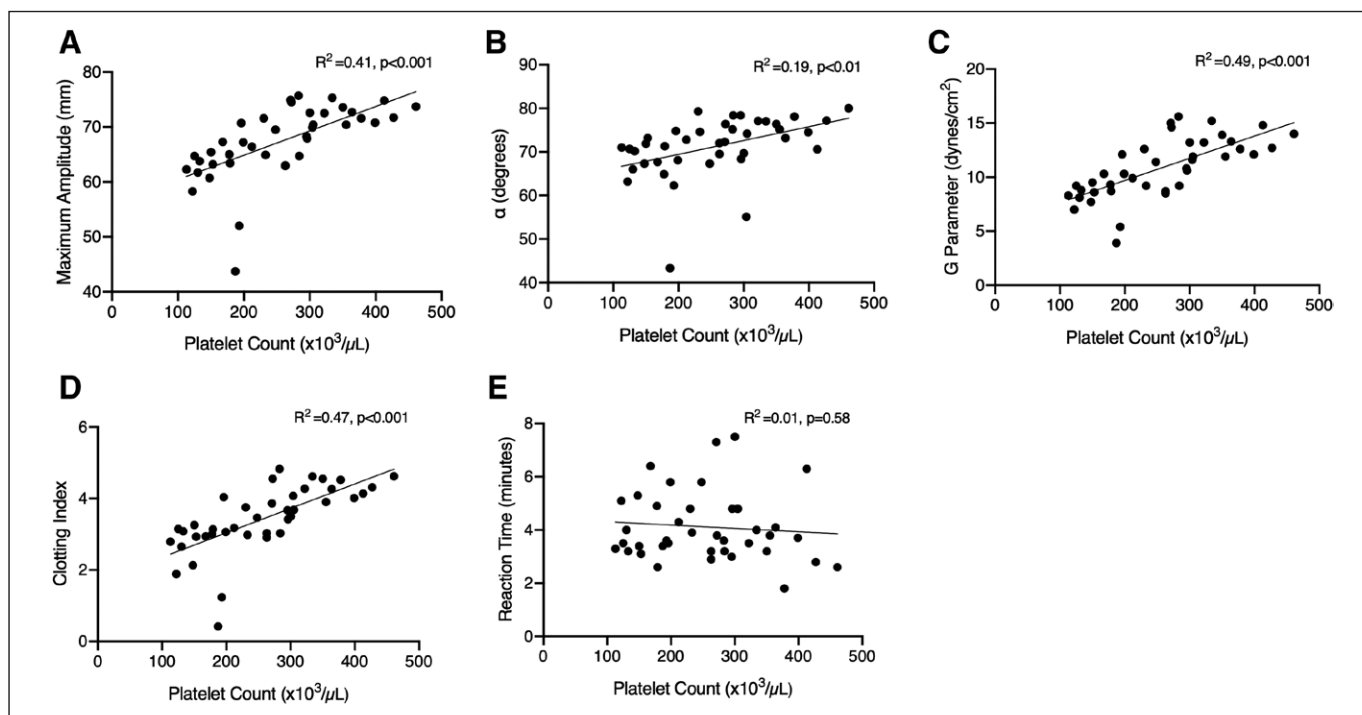 A
R²=0.41, p<0.001
80
70
60
50
40
0 100 200 300 400 500
Maximum Amplitude (mm)
Platelet Count (x10³/µL)
B
R²=0.19, p<0.01
90
80
70
60
50
40
0 100 200 300 400 500
α (degrees)
Platelet Count (x10³/µL)
C
R²=0.49, p<0.001
20
15
10
5
0
0 100 200 300 400 500
G Parameter (dynes/cm²)
Platelet Count (x10³/µL)
D
R²=0.47, p<0.001
6
4
2
0
0 100 200 300 400 500
Clotting Index
Platelet Count (x10³/µL)
E
R²=0.01, p=0.58
8
6
4
2
0
0 100 200 300 400 500
Reaction Time (minutes)
Platelet Count (x10³/µL)